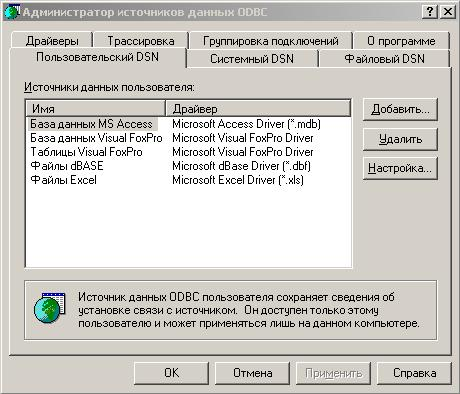 Администратор источников данных ODBC
Драйверы Трассировка Группировка подключений О программе
Пользовательский DSN Системный DSN Файловый DSN
Источники данных пользователя:
Имя Драйвер
База данных MS Access Microsoft Access Driver (*.mdb)
База данных Visual FoxPro Microsoft Visual FoxPro Driver
Таблицы Visual FoxPro Microsoft Visual FoxPro Driver
Файлы dBASE Microsoft dBase Driver (*.dbf)
Файлы Excel Microsoft Excel Driver (*.xls)
Добавить...
Удалить
Настройка...
Источник данных ODBC пользователя сохраняет сведения об
установке связи с источником. Он доступен только этому
пользователю и может применяться лишь на данном компьютере.
OK Отмена Применить Справка